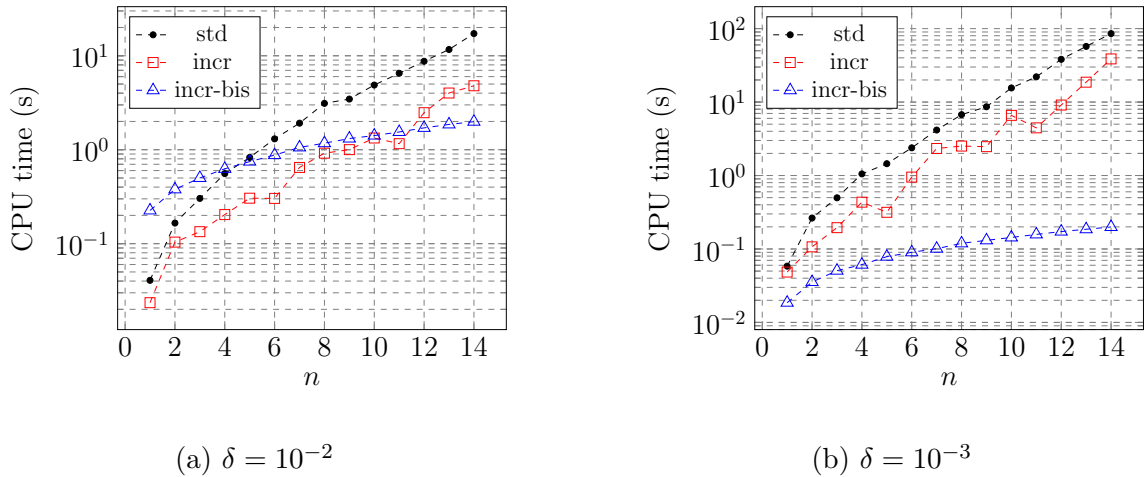 std
incr
incr-bis
10^1
10^0
10^{-1}
CPU time (s)
0 2 4 6 8 10 12 14
n
(a) δ = 10^{-2}
std
incr
incr-bis
10^2
10^1
10^0
10^{-1}
10^{-2}
CPU time (s)
0 2 4 6 8 10 12 14
n
(b) δ = 10^{-3}